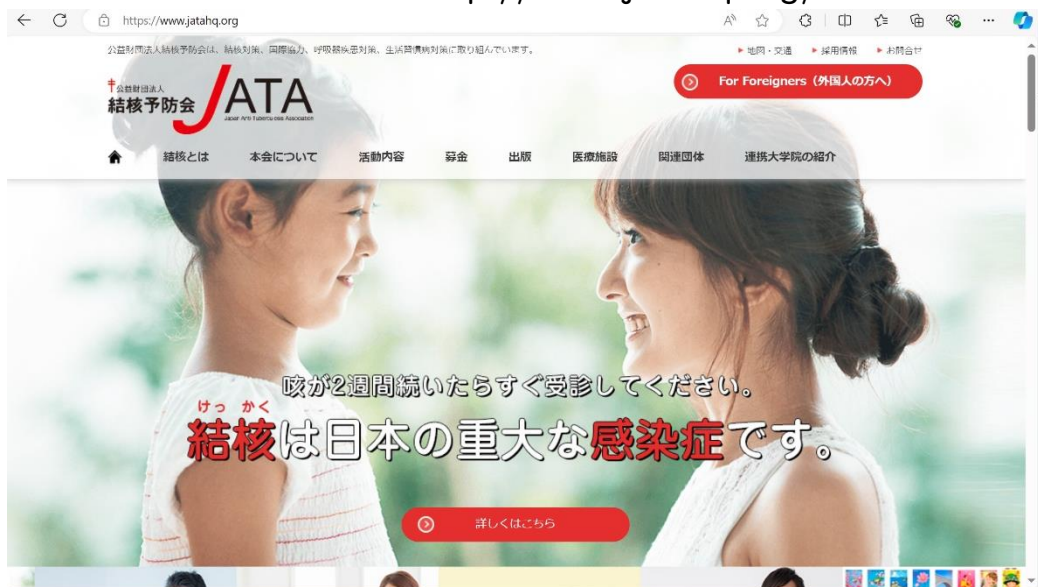 https://www.jatahq.org
公益財団法人結核予防会は、結核対策、国際協力、呼吸器疾患対策、生活習慣病対策に取り組んでいます。
地図・交通 採用情報 お問合せ
公益財団法人
結核予防会 JATA
Japan Anti-Tuberculosis Association
For Foreigners（外国人の方へ）
結核とは 本会について 活動内容 募金 出版 医療施設 関連団体 連携大学院の紹介
咳が2週間続いたらすぐ受診してください。
けっ かく
結核は日本の重大な感染症です。
詳しくはこちら